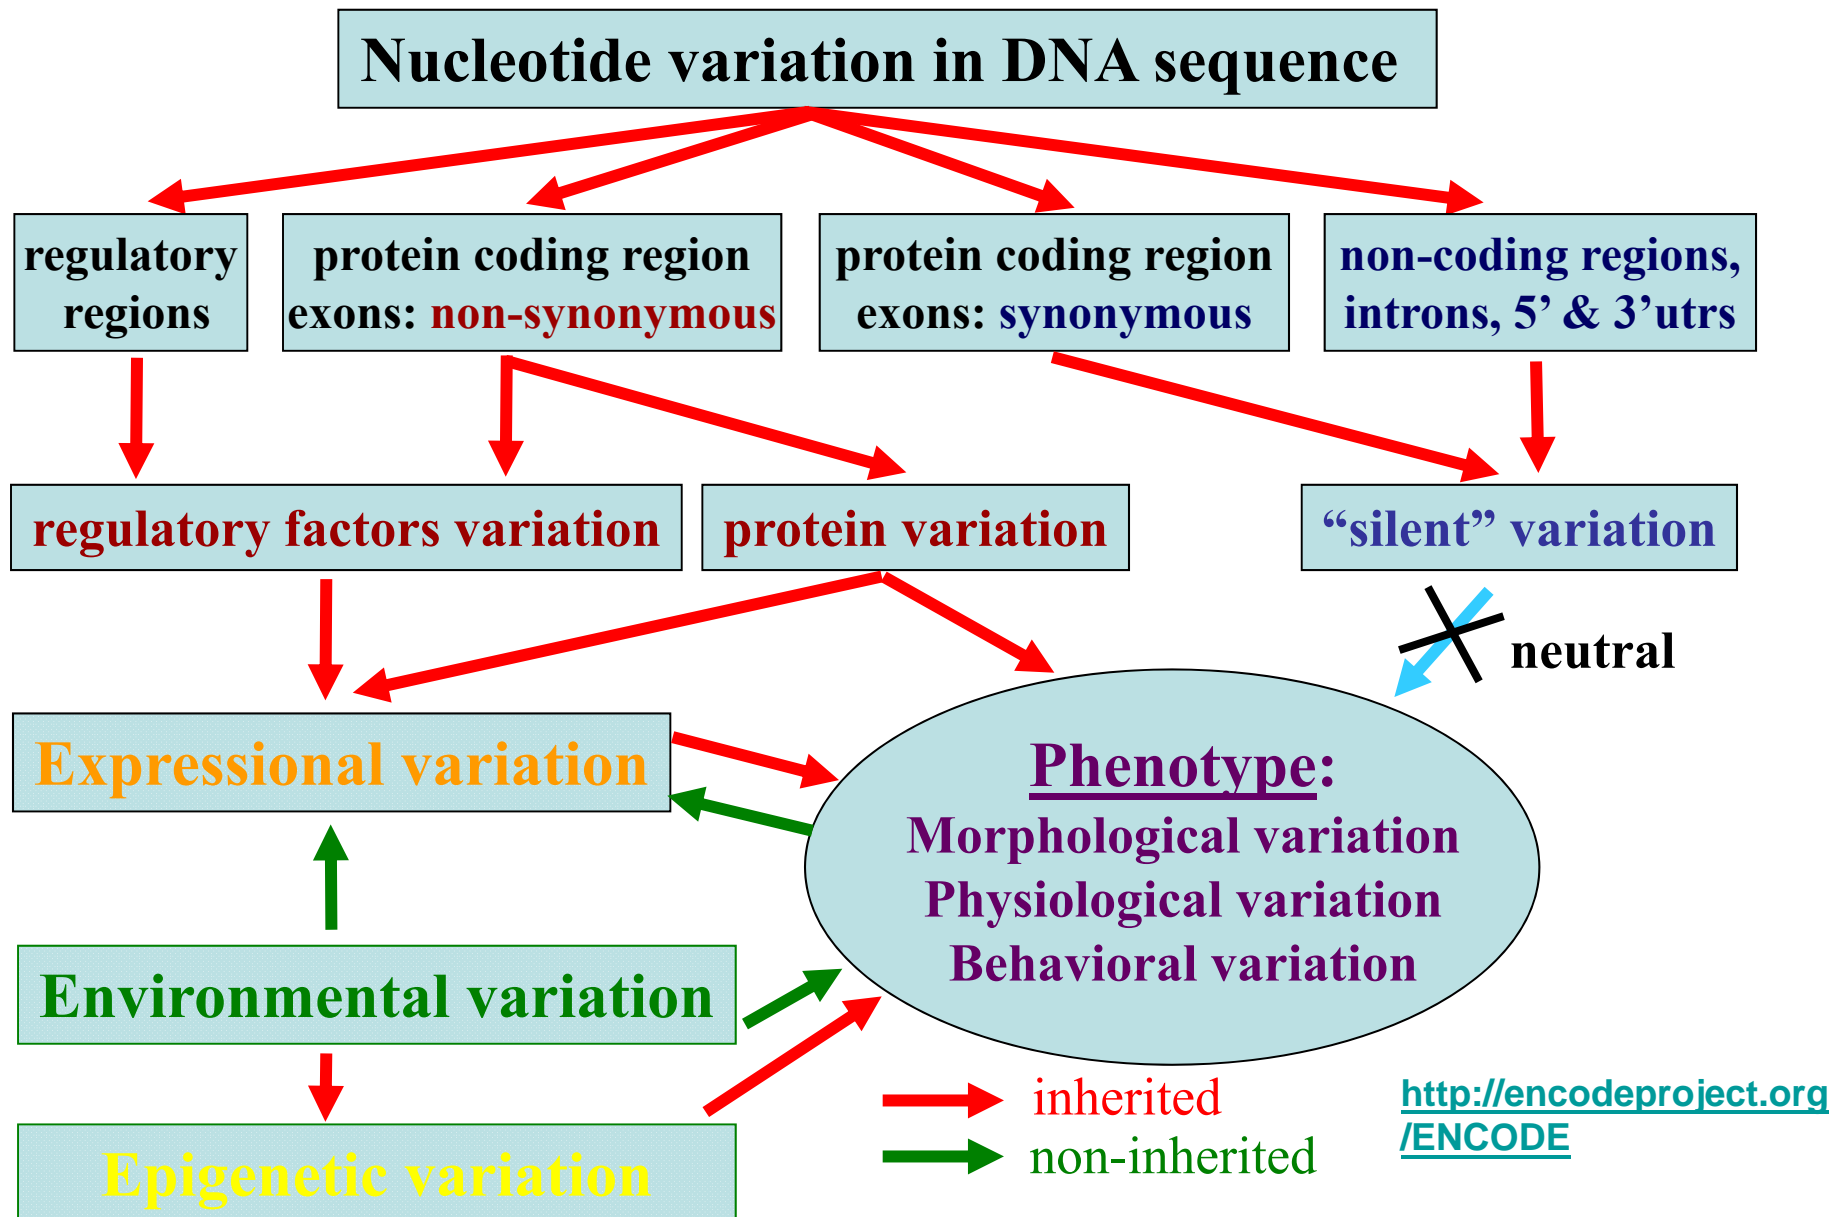 Nucleotide variation in DNA sequence
regulatory
regions
protein coding region
exons: non-synonymous
protein coding region
exons: synonymous
non-coding regions,
introns, 5’ & 3’utrs
regulatory factors variation
protein variation
“silent” variation
neutral
Expressional variation
Phenotype:
Morphological variation
Physiological variation
Behavioral variation
Environmental variation
Epigenetic variation
inherited
non-inherited
http://encodeproject.org
/ENCODE